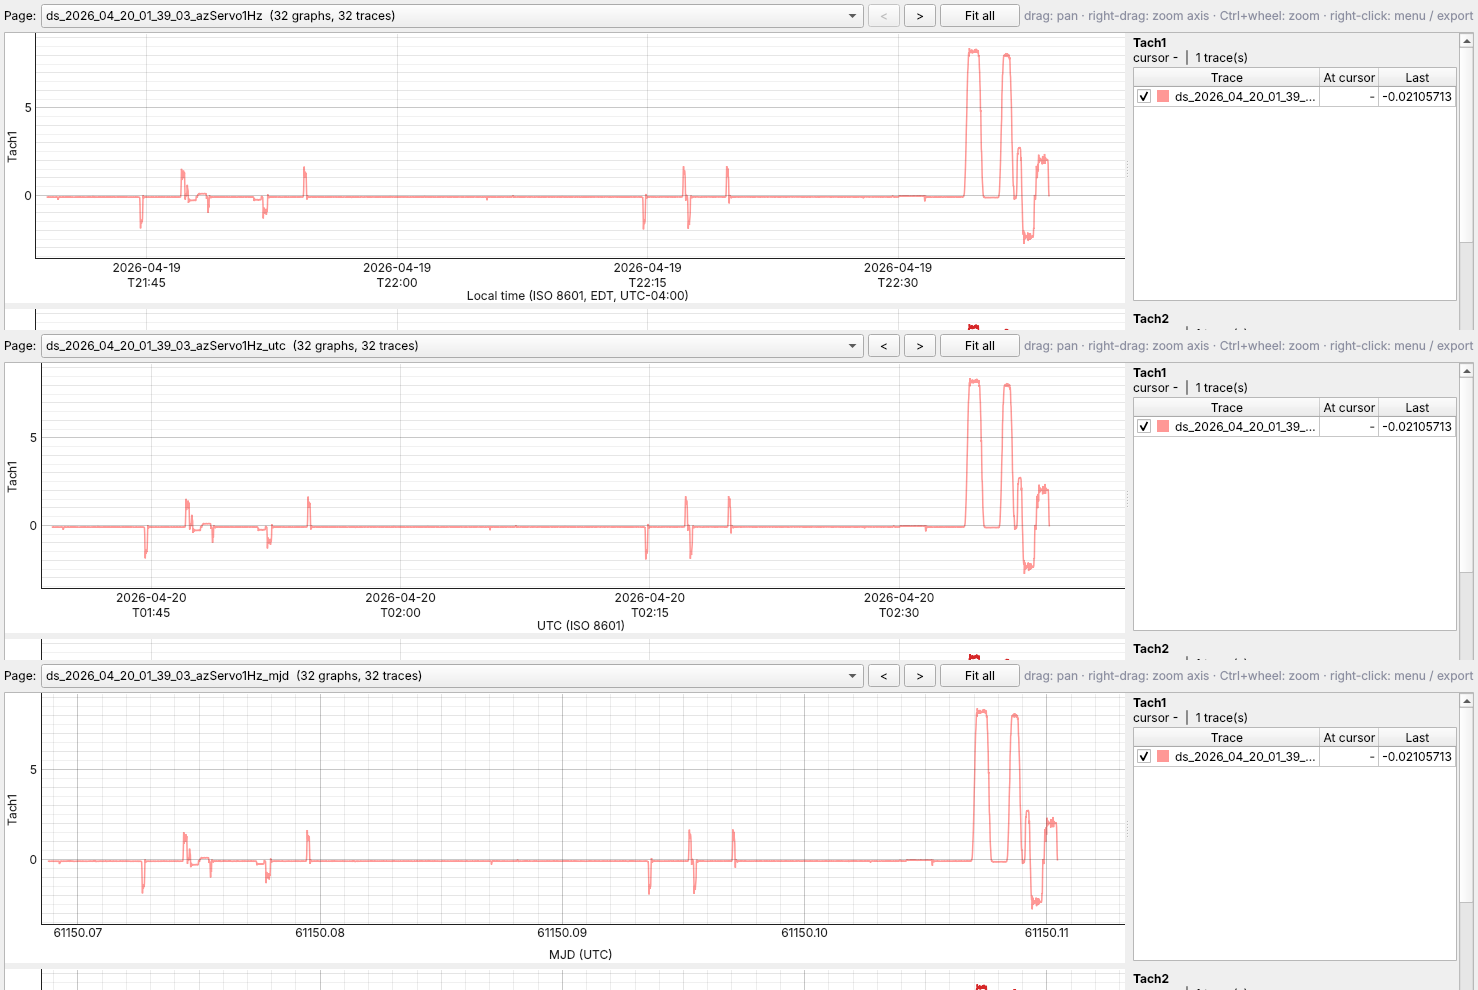 Page: ds_2026_04_20_01_39_03_azServo1Hz (32 graphs, 32 traces) < > Fit all drag: pan · right-drag: zoom axis · Ctrl+wheel: zoom · right-click: menu / export
Tach1
cursor - | 1 trace(s)
Trace At cursor Last
ds_2026_04_20_01_39_... - -0.02105713
5
Tach1
0
2026-04-19 2026-04-19 2026-04-19 2026-04-19
T21:45 T22:00 T22:15 T22:30
Local time (ISO 8601, EDT, UTC-04:00)
Tach2
Page: ds_2026_04_20_01_39_03_azServo1Hz_utc (32 graphs, 32 traces) < > Fit all drag: pan · right-drag: zoom axis · Ctrl+wheel: zoom · right-click: menu / export
Tach1
cursor - | 1 trace(s)
Trace At cursor Last
ds_2026_04_20_01_39_... - -0.02105713
5
Tach1
0
2026-04-20 2026-04-20 2026-04-20 2026-04-20
T01:45 T02:00 T02:15 T02:30
UTC (ISO 8601)
Tach2
Page: ds_2026_04_20_01_39_03_azServo1Hz_mjd (32 graphs, 32 traces) < > Fit all drag: pan · right-drag: zoom axis · Ctrl+wheel: zoom · right-click: menu / export
Tach1
cursor - | 1 trace(s)
Trace At cursor Last
ds_2026_04_20_01_39_... - -0.02105713
5
Tach1
0
61150.07 61150.08 61150.09 61150.10 61150.11
MJD (UTC)
Tach2